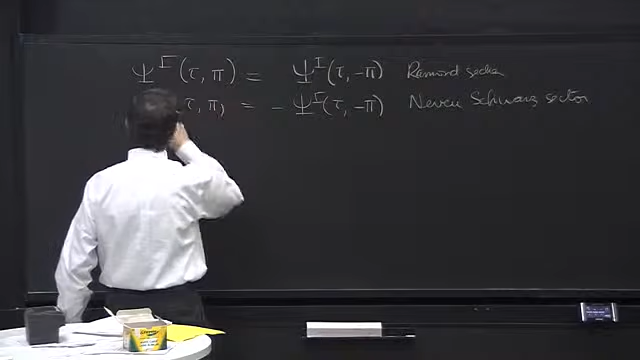 Ψ^I (τ, π) = Ψ^I (τ, -π) Ramond sector
τ, π) = - Ψ^I (τ, -π) Neveu Schwarz sector